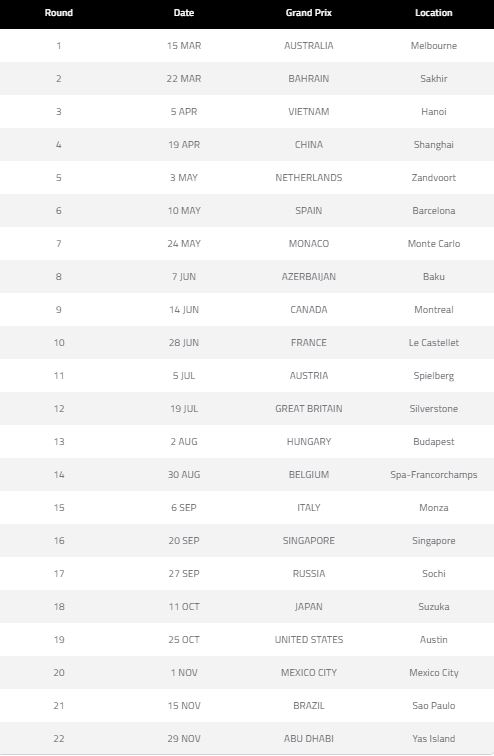 Round Date Grand Prix Location
1 15 MAR AUSTRALIA Melbourne
2 22 MAR BAHRAIN Sakhir
3 5 APR VIETNAM Hanoi
4 19 APR CHINA Shanghai
5 3 MAY NETHERLANDS Zandvoort
6 10 MAY SPAIN Barcelona
7 24 MAY MONACO Monte Carlo
8 7 JUN AZERBAIJAN Baku
9 14 JUN CANADA Montreal
10 28 JUN FRANCE Le Castellet
11 5 JUL AUSTRIA Spielberg
12 19 JUL GREAT BRITAIN Silverstone
13 2 AUG HUNGARY Budapest
14 30 AUG BELGIUM Spa-Francorchamps
15 6 SEP ITALY Monza
16 20 SEP SINGAPORE Singapore
17 27 SEP RUSSIA Sochi
18 11 OCT JAPAN Suzuka
19 25 OCT UNITED STATES Austin
20 1 NOV MEXICO CITY Mexico City
21 15 NOV BRAZIL Sao Paulo
22 29 NOV ABU DHABI Yas Island